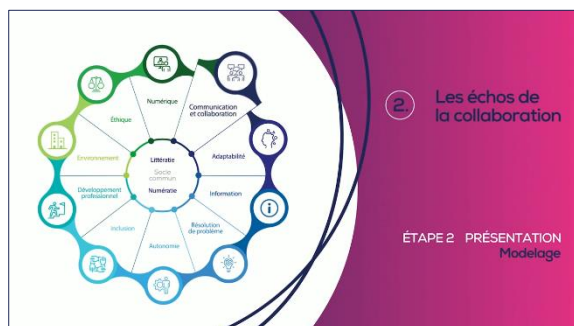 Numérique
Communication
et collaboration
Adaptabilité
Information
Résolution
de problème
Autonomie
Inclusion
Développement
professionnel
Environnement
Éthique
Littératie
Socle
commun
Numératie
2.
Les échos de
la collaboration
ÉTAPE 2 PRÉSENTATION
Modelage